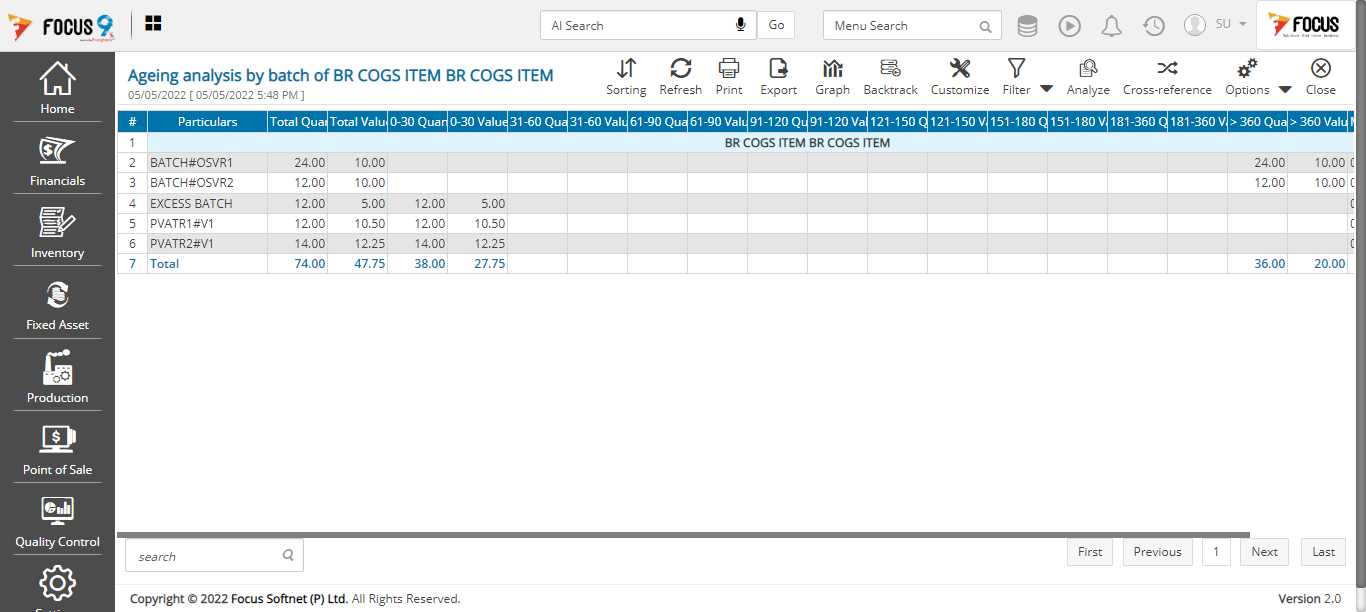 FOCUS 9
AI Search
Go
Menu Search
SU
FOCUS
Home
Financials
Inventory
Fixed Asset
Production
Point of Sale
Quality Control
Ageing analysis by batch of BR COGS ITEM BR COGS ITEM
05/05/2022 [ 05/05/2022 5:48 PM ]
Sorting Refresh Print Export Graph Backtrack Customize Filter Analyze Cross-reference Options Close
# Particulars Total Quan Total Value 0-30 Quan 0-30 Value 31-60 Qua 31-60 Valu 61-90 Qua 61-90 Valu 91-120 Qu 91-120 Val 121-150 Q 121-150 V 151-180 Q 151-180 V 181-360 Q 181-360 V > 360 Qua > 360 Valu
1 BR COGS ITEM BR COGS ITEM
2 BATCH#OSVR1 24.00 10.00 24.00 10.00
3 BATCH#OSVR2 12.00 10.00 12.00 10.00
4 EXCESS BATCH 12.00 5.00 12.00 5.00
5 PVATR1#V1 12.00 10.50 12.00 10.50
6 PVATR2#V1 14.00 12.25 14.00 12.25
7 Total 74.00 47.75 38.00 27.75 36.00 20.00
search
First Previous 1 Next Last
Copyright © 2022 Focus Softnet (P) Ltd. All Rights Reserved.
Version 2.0